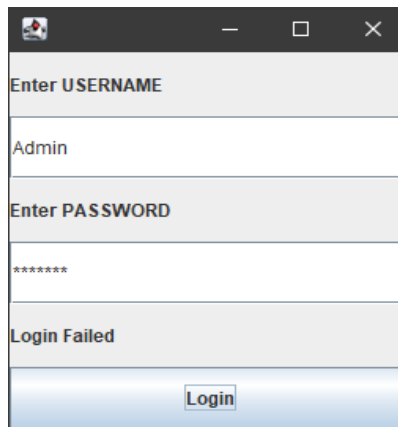 Enter USERNAME
Admin
Enter PASSWORD
*******
Login Failed
Login